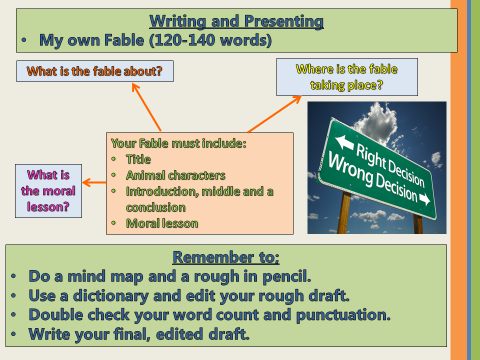 Writing and Presenting
• My own Fable (120-140 words)
What is the fable about?
Where is the fable
taking place?
Your Fable must include:
• Title
• Animal characters
• Introduction, middle and a
conclusion
• Moral lesson
What is
the moral
lesson?
Right Decision
Wrong Decision
Remember to:
• Do a mind map and a rough in pencil.
• Use a dictionary and edit your rough draft.
• Double check your word count and punctuation.
• Write your final, edited draft.